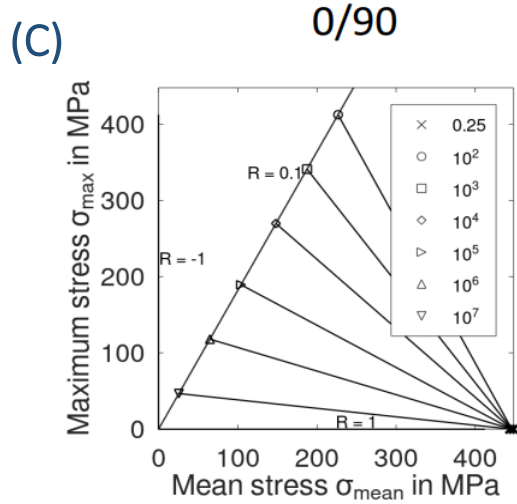 (C)
0/90
Maximum stress σmax in MPa
400
300
200
100
0
R = 0.1
R = -1
R = 1
0.25
10²
10³
10⁴
10⁵
10⁶
10⁷
0 100 200 300 400
Mean stress σmean in MPa